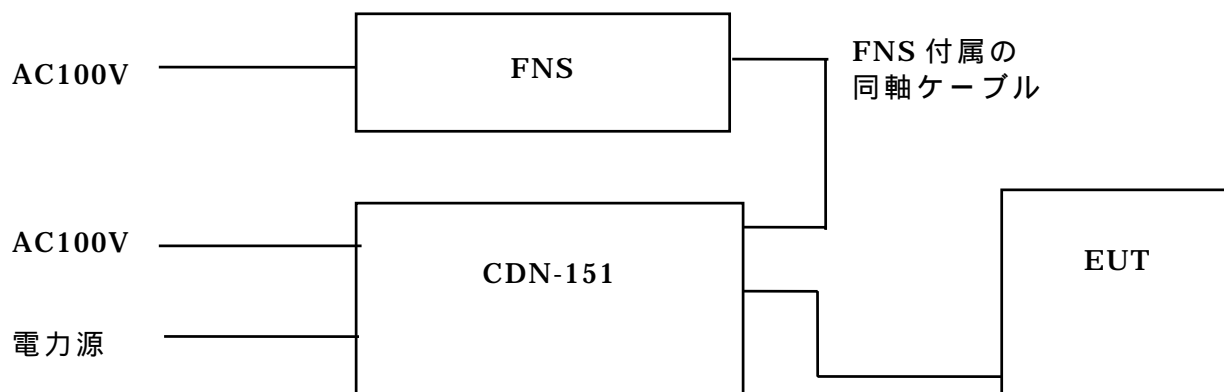 AC100V
FNS
FNS 付属の
同軸ケーブル
AC100V
CDN-151
EUT
電力源